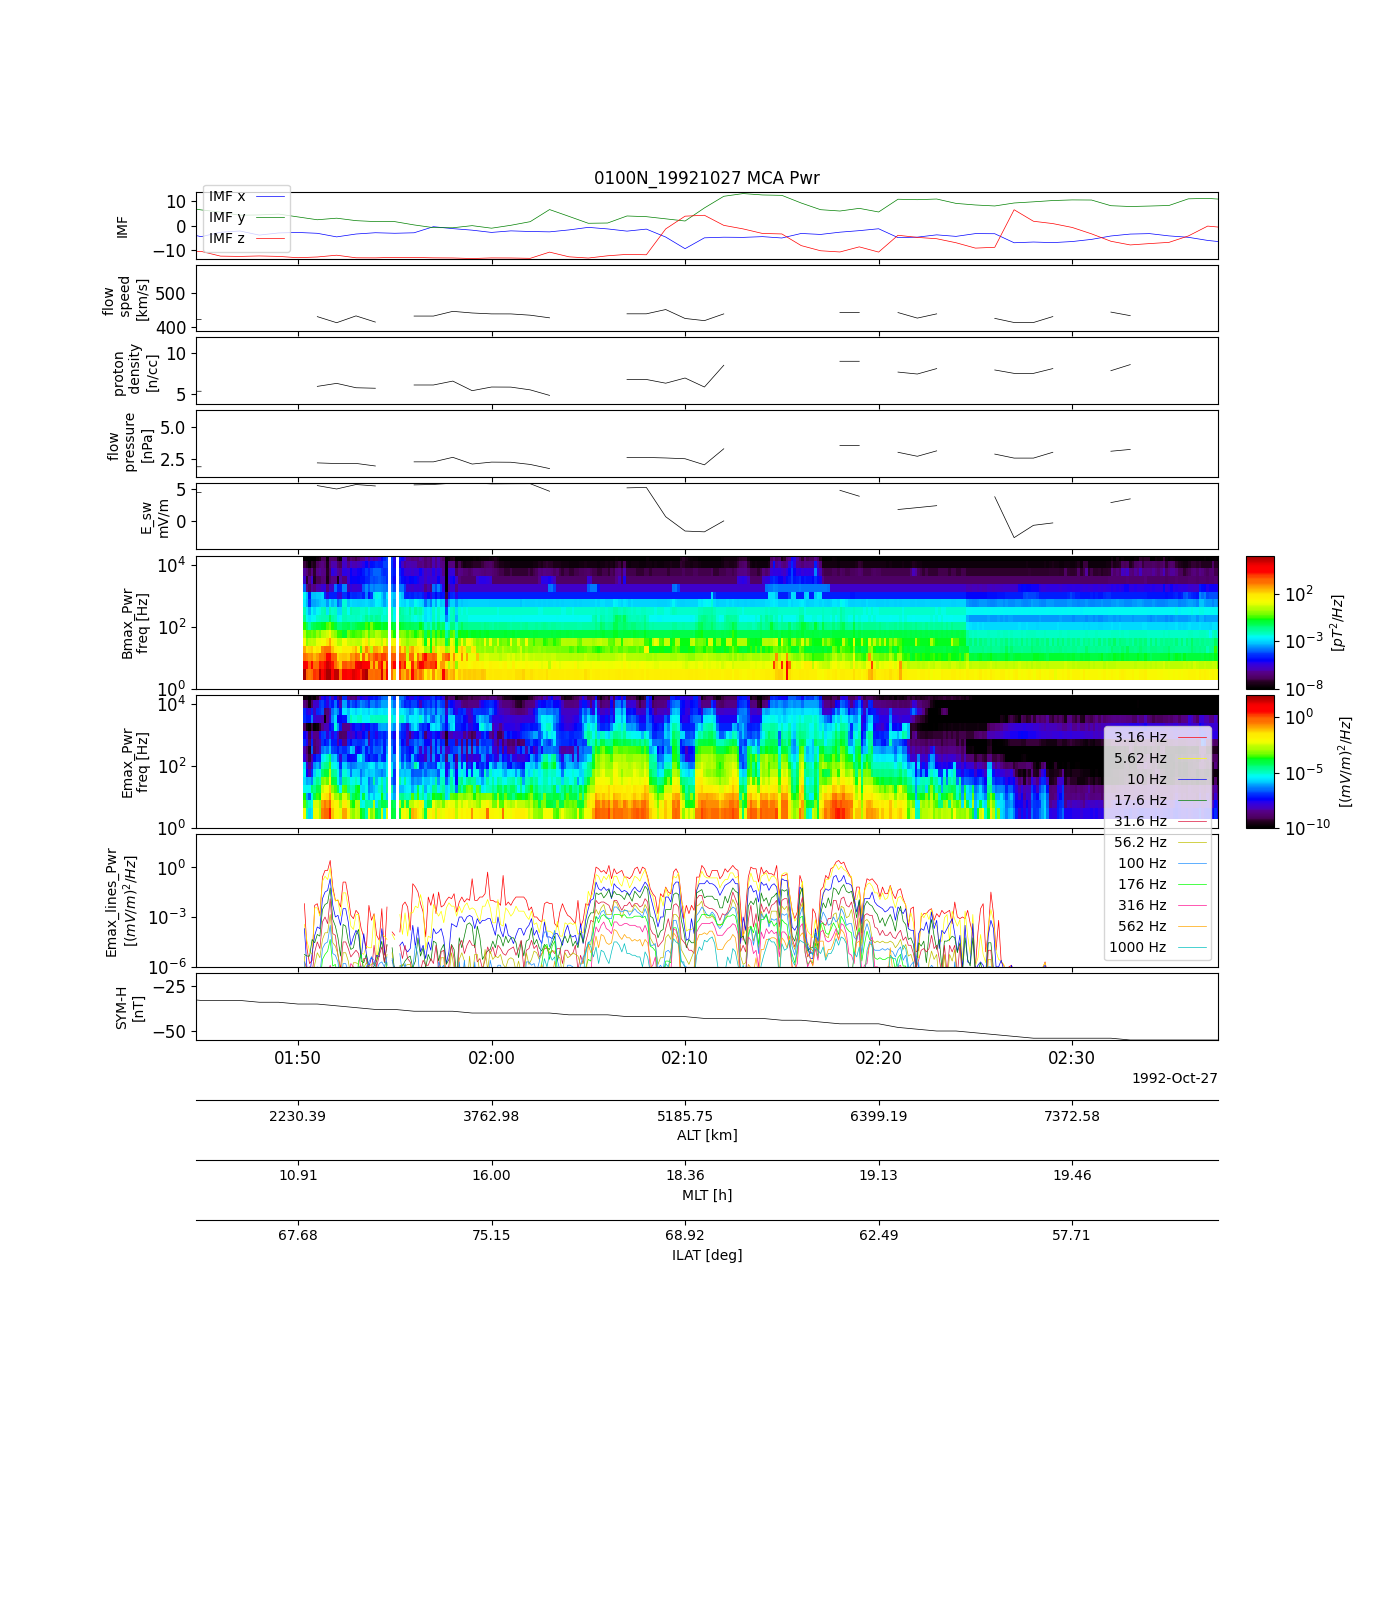 0100N_19921027 MCA Pwr
IMF
10
0
−10
IMF x
IMF y
IMF z
flow
speed
[km/s]
500
400
proton
density
[n/cc]
10
5
flow
pressure
[nPa]
5.0
2.5
E_sw
mV/m
5
0
Bmax_Pwr
freq [Hz]
10^4
10^2
10^0
10^2
10^−3
10^−8
[pT^2/Hz]
Emax_Pwr
freq [Hz]
10^4
10^2
10^0
10^0
10^−5
10^−10
[(mV/m)^2/Hz]
3.16 Hz
5.62 Hz
10 Hz
17.6 Hz
31.6 Hz
56.2 Hz
100 Hz
176 Hz
316 Hz
562 Hz
1000 Hz
Emax_lines_Pwr
[(mV/m)^2/Hz]
10^0
10^−3
10^−6
SYM-H
[nT]
−25
−50
01:50 02:00 02:10 02:20 02:30
1992-Oct-27
2230.39 3762.98 5185.75 6399.19 7372.58
ALT [km]
10.91 16.00 18.36 19.13 19.46
MLT [h]
67.68 75.15 68.92 62.49 57.71
ILAT [deg]